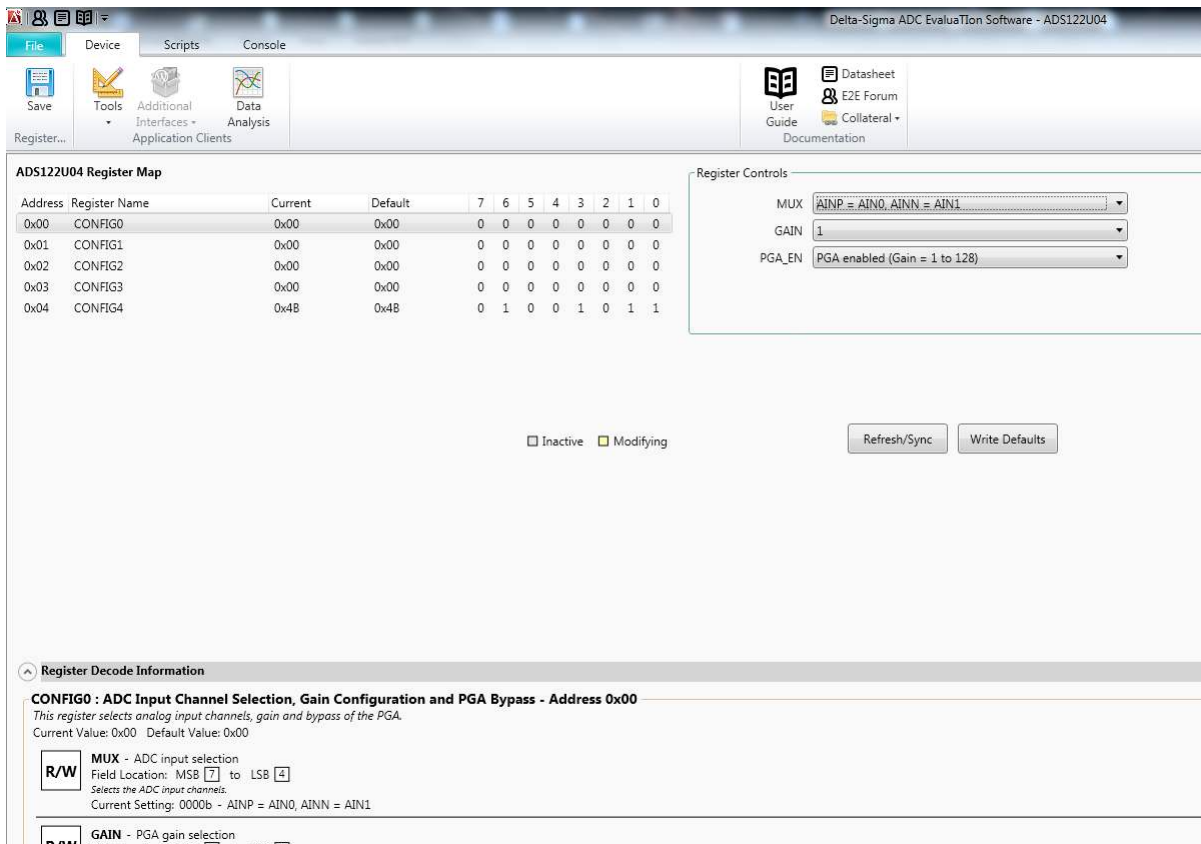 Delta-Sigma ADC EvaluaTIon Software - ADS122U04
File Device Scripts Console
Save
Tools
Additional Interfaces
Data Analysis
User Guide
Datasheet
E2E Forum
Collateral
Register...
Application Clients
Documentation
ADS122U04 Register Map
Address Register Name Current Default 7 6 5 4 3 2 1 0
0x00 CONFIG0 0x00 0x00 0 0 0 0 0 0 0 0
0x01 CONFIG1 0x00 0x00 0 0 0 0 0 0 0 0
0x02 CONFIG2 0x00 0x00 0 0 0 0 0 0 0 0
0x03 CONFIG3 0x00 0x00 0 0 0 0 0 0 0 0
0x04 CONFIG4 0x4B 0x4B 0 1 0 0 1 0 1 1
Register Controls
MUX AINP = AIN0, AINN = AIN1
GAIN 1
PGA_EN PGA enabled (Gain = 1 to 128)
Inactive Modifying
Refresh/Sync Write Defaults
Register Decode Information
CONFIG0 : ADC Input Channel Selection, Gain Configuration and PGA Bypass - Address 0x00
This register selects analog input channels, gain and bypass of the PGA.
Current Value: 0x00 Default Value: 0x00
R/W
MUX - ADC input selection
Field Location: MSB 7 to LSB 4
Selects the ADC input channels.
Current Setting: 0000b - AINP = AIN0, AINN = AIN1
GAIN - PGA gain selection